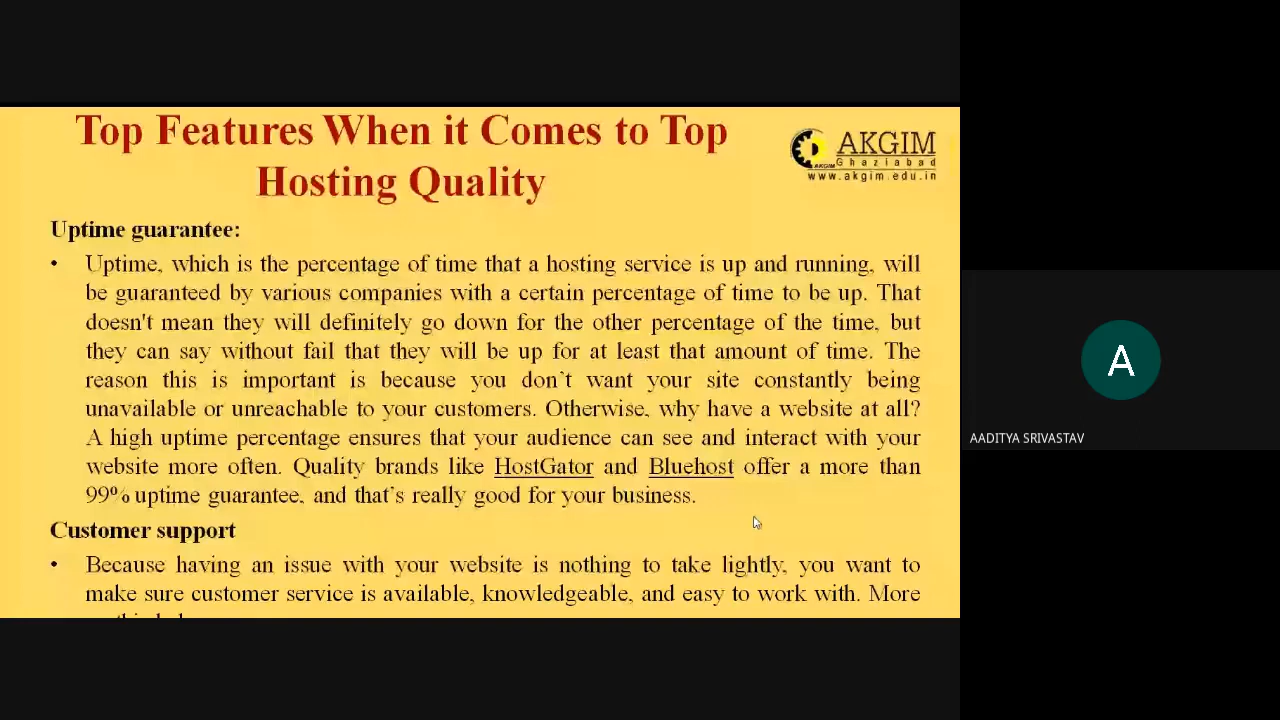 Top Features When it Comes to Top
Hosting Quality
AKGIM
AKGIM
Ghaziabad
www.akgim.edu.in
Uptime guarantee:
• Uptime, which is the percentage of time that a hosting service is up and running, will
be guaranteed by various companies with a certain percentage of time to be up. That
doesn't mean they will definitely go down for the other percentage of the time, but
they can say without fail that they will be up for at least that amount of time. The
reason this is important is because you don’t want your site constantly being
unavailable or unreachable to your customers. Otherwise, why have a website at all?
A high uptime percentage ensures that your audience can see and interact with your
website more often. Quality brands like HostGator and Bluehost offer a more than
99% uptime guarantee, and that’s really good for your business.
Customer support
• Because having an issue with your website is nothing to take lightly, you want to
make sure customer service is available, knowledgeable, and easy to work with. More
A
AADITYA SRIVASTAV